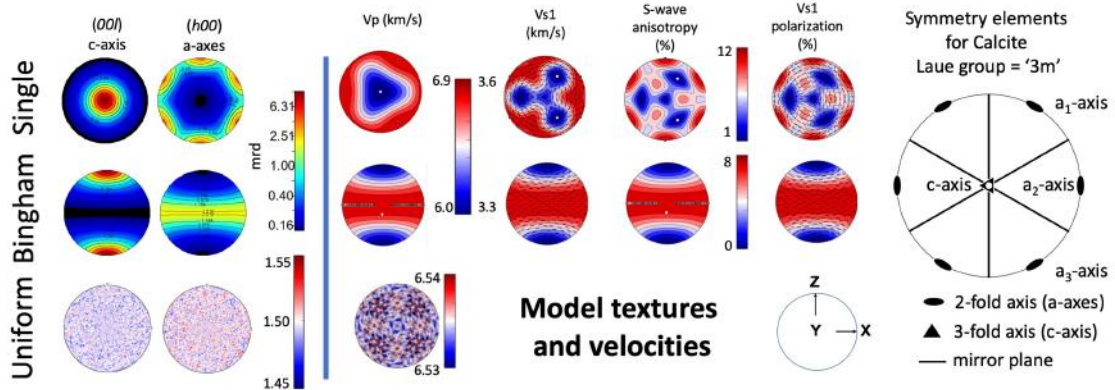 (00l)
c-axis
(h00)
a-axes
Vp (km/s)
Vs1
(km/s)
S-wave
anisotropy
(%)
Vs1
polarization
(%)
Symmetry elements
for Calcite
Laue group = ‘3m’
Single
6.31
2.51
1.00
0.40
0.16
mrd
6.9
6.0
3.6
3.3
12
1
a1-axis
c-axis
a2-axis
a3-axis
Bingham
8
0
Uniform
1.55
1.50
1.45
6.54
6.53
Model textures
and velocities
Z
Y
X
2-fold axis (a-axes)
3-fold axis (c-axis)
mirror plane